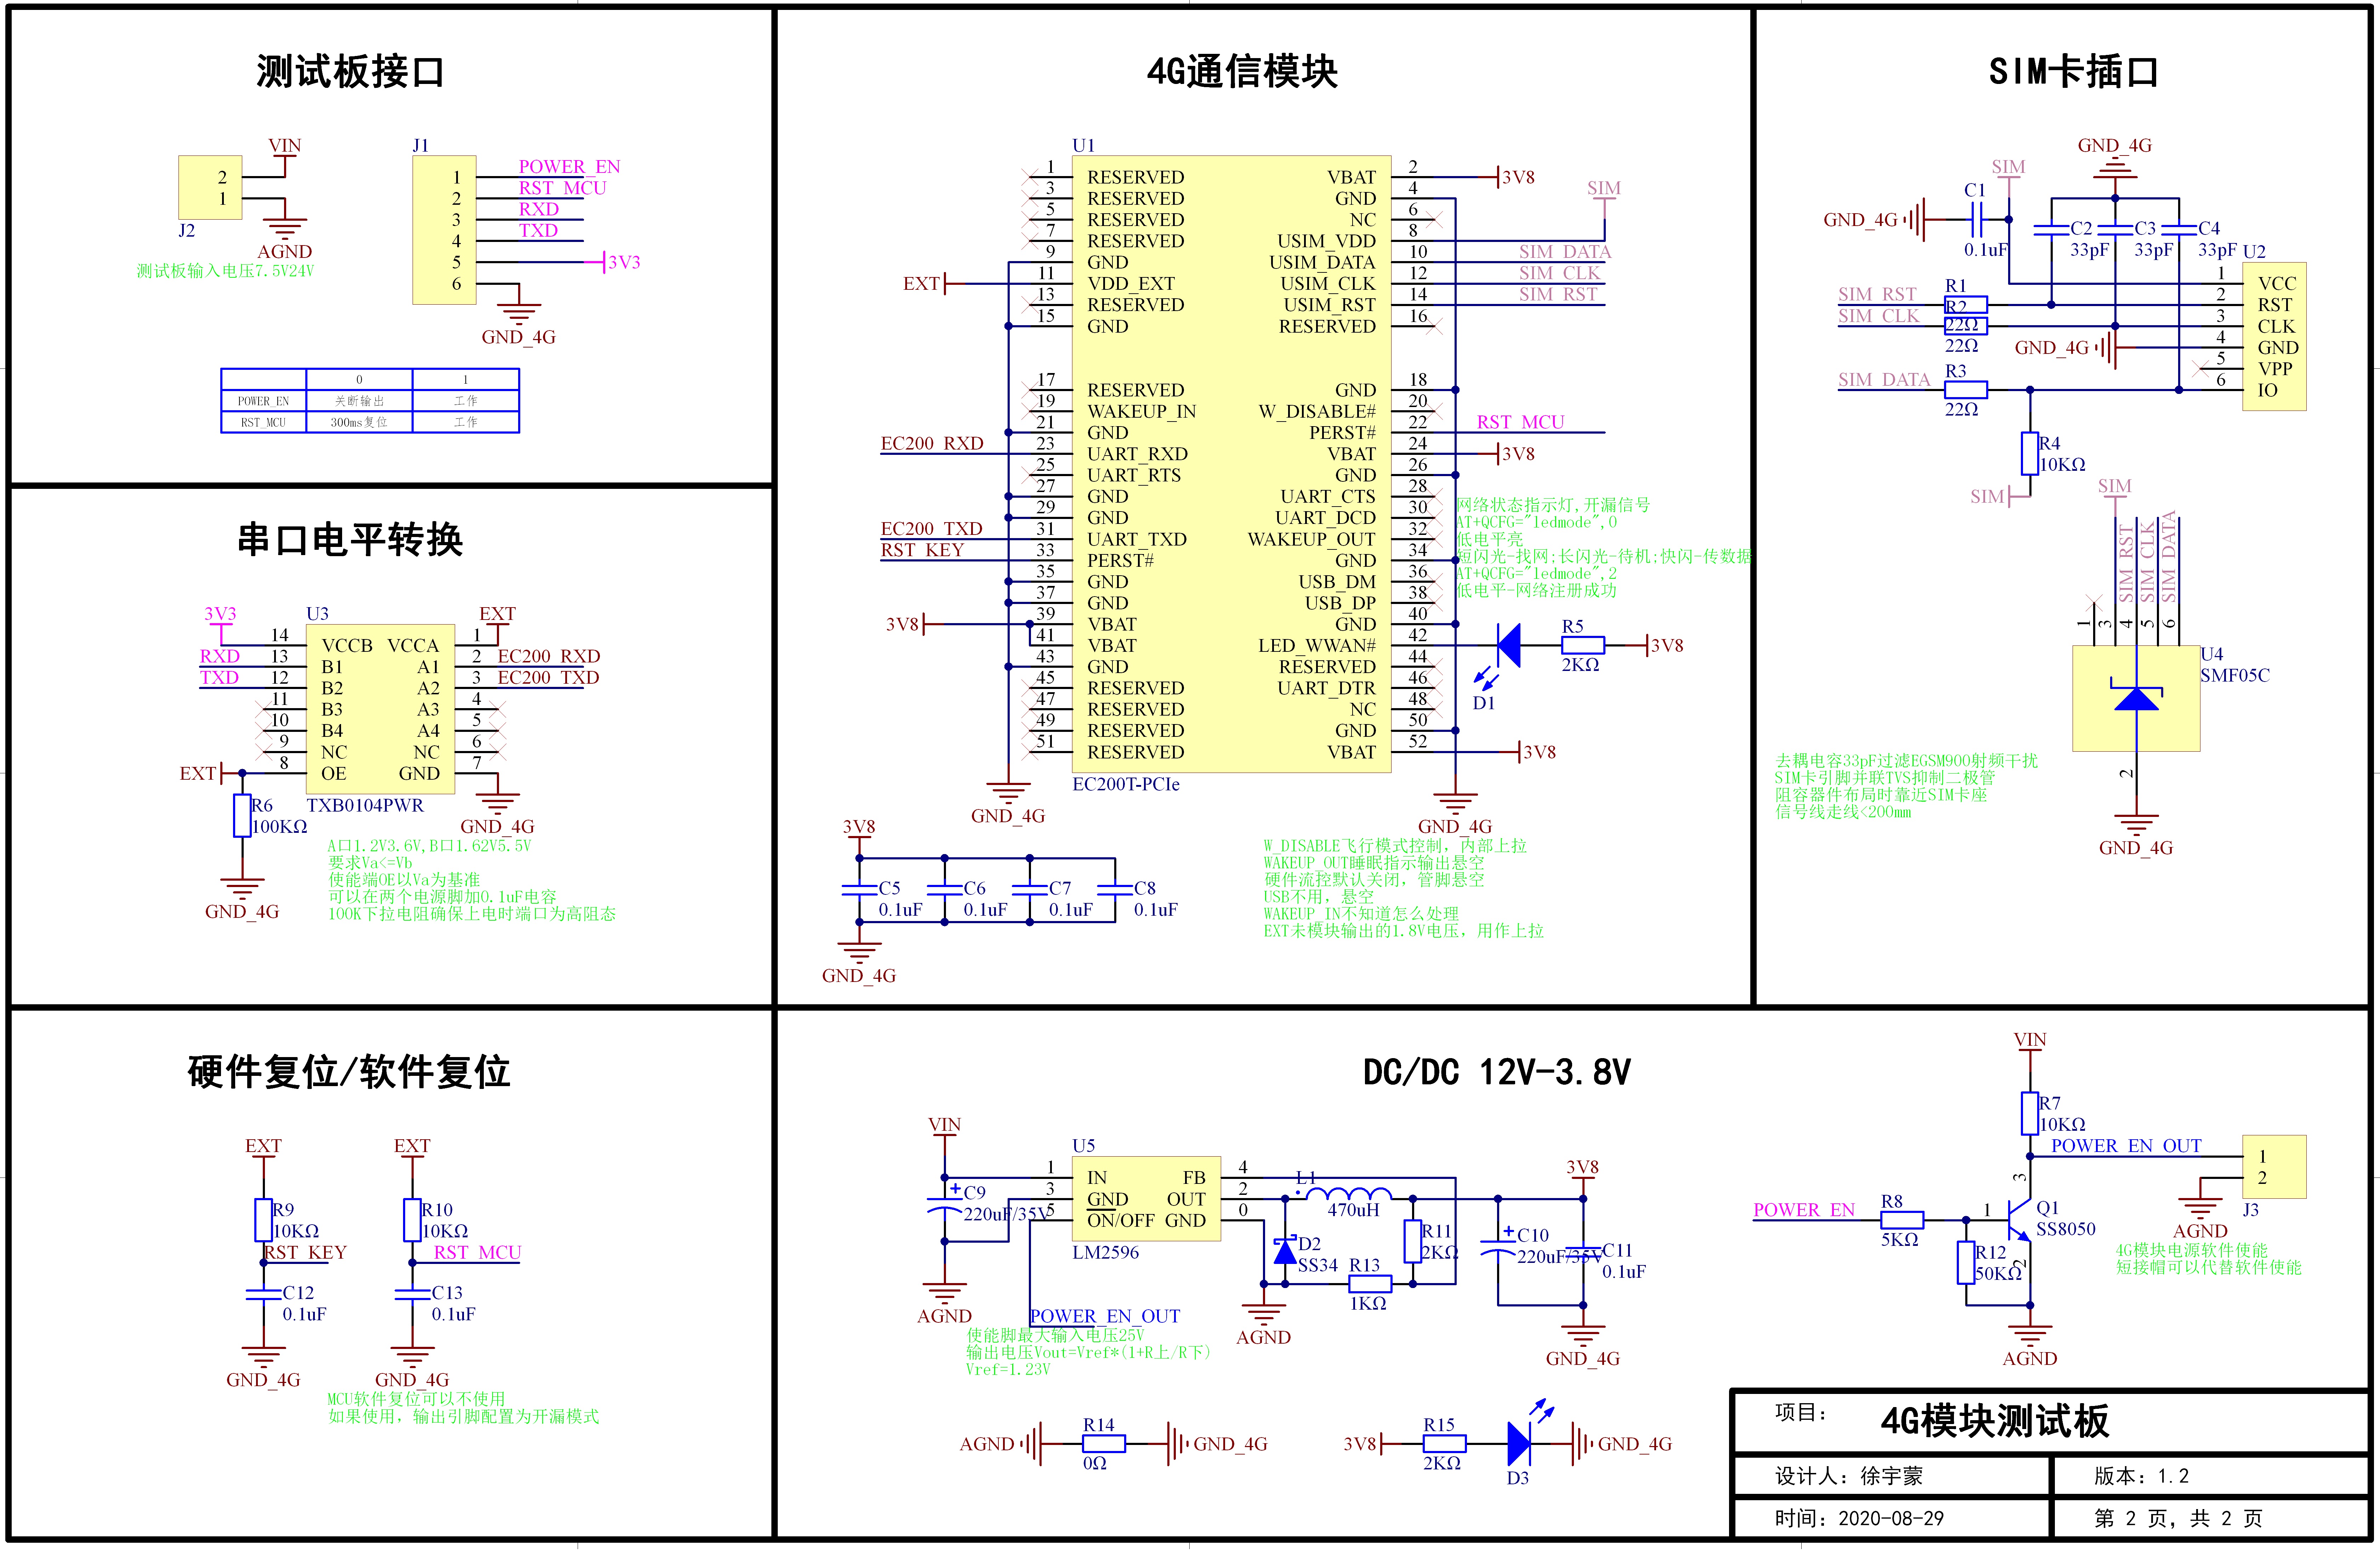 测试板接口
VIN
2
1
J2
AGND
测试板输入电压7.5V24V
J1
1 POWER_EN
2 RST_MCU
3 RXD
4 TXD
5 3V3
6
GND_4G
0 1
POWER_EN 关断输出 工作
RST_MCU 300ms复位 工作
串口电平转换
3V3 U3 EXT
14 VCCB VCCA 1
RXD 13 B1 A1 2 EC200_RXD
TXD 12 B2 A2 3 EC200_TXD
11 B3 A3 4
10 B4 A4 5
9 NC NC 6
EXT 8 OE GND 7
R6 TXB0104PWR
100KΩ GND_4G
GND_4G
A口1.2V3.6V,B口1.62V5.5V
要求Va<=Vb
使能端OE以Va为基准
可以在两个电源脚加0.1uF电容
100K下拉电阻确保上电时端口为高阻态
4G通信模块
U1
1 RESERVED VBAT 2 3V8
3 RESERVED GND 4 SIM
5 RESERVED NC 6
7 RESERVED USIM_VDD 8
9 GND USIM_DATA 10 SIM_DATA
EXT 11 VDD_EXT USIM_CLK 12 SIM_CLK
13 RESERVED USIM_RST 14 SIM_RST
15 GND RESERVED 16
17 RESERVED GND 18
19 WAKEUP_IN W_DISABLE# 20
21 GND PERST# 22 RST_MCU
EC200_RXD 23 UART_RXD VBAT 24 3V8
25 UART_RTS GND 26
27 GND UART_CTS 28
29 GND UART_DCD 30
EC200_TXD 31 UART_TXD WAKEUP_OUT 32
RST_KEY 33 PERST# GND 34
35 GND USB_DM 36
37 GND USB_DP 38
3V8 39 VBAT GND 40
41 VBAT LED_WWAN# 42 R5 3V8
43 GND RESERVED 44 2KΩ
45 RESERVED UART_DTR 46
47 RESERVED NC 48 D1
49 RESERVED GND 50
51 RESERVED VBAT 52 3V8
EC200T-PCIe
GND_4G
GND_4G
网络状态指示灯,开漏信号
AT+QCFG="ledmode",0
低电平亮
短闪光-找网;长闪光-待机;快闪-传数据
AT+QCFG="ledmode",2
低电平-网络注册成功
3V8
C5 C6 C7 C8
0.1uF 0.1uF 0.1uF 0.1uF
GND_4G
W_DISABLE飞行模式控制, 内部上拉
WAKEUP_OUT睡眠指示输出悬空
硬件流控默认关闭, 管脚悬空
USB不用, 悬空
WAKEUP_IN不知道怎么处理
EXT未模块输出的1.8V电压, 用作上拉
SIM卡插口
GND_4G
SIM
C1
GND_4G
0.1uF
C2 C3 C4
33pF 33pF 33pF
U2
1 VCC
2 RST
3 CLK
4 GND
5 VPP
6 IO
SIM_RST R1
R2
SIM_CLK 22Ω
22Ω
GND_4G
SIM_DATA R3
22Ω
R4
10KΩ
SIM
SIM
SIM_RST
SIM_CLK
SIM_DATA
1 3 4 5 6
U4
SMF05C
2
GND_4G
去耦电容33pF过滤EGSM900射频干扰
SIM卡引脚并联TVS抑制二极管
阻容器件布局时靠近SIM卡座
信号线走线<200mm
硬件复位/软件复位
EXT EXT
R9 R10
10KΩ 10KΩ
RST_KEY RST_MCU
C12 C13
0.1uF 0.1uF
GND_4G GND_4G
MCU软件复位可以不使用
如果使用, 输出引脚配置为开漏模式
DC/DC 12V-3.8V
VIN
U5
1 IN FB 4
3 GND OUT 2
5 ON/OFF GND 0
LM2596
C9
220uF/35V
AGND
POWER_EN_OUT
使能脚最大输入电压25V
输出电压Vout=Vref*(1+R上/R下)
Vref=1.23V
L1
470uH
3V8
D2
SS34
R11
2KΩ
R13
1KΩ
AGND
C10
220uF/35V
C11
0.1uF
GND_4G
AGND R14 GND_4G
0Ω
3V8 R15 GND_4G
2KΩ D3
VIN
R7
10KΩ
POWER_EN_OUT
1
2
J3
AGND
3
POWER_EN R8 1 Q1
5KΩ SS8050
R12
50KΩ 2
AGND
4G模块电源软件使能
短接帽可以代替软件使能
项目: 4G模块测试板
设计人: 徐宇蒙 版本: 1.2
时间: 2020-08-29 第 2 页, 共 2 页